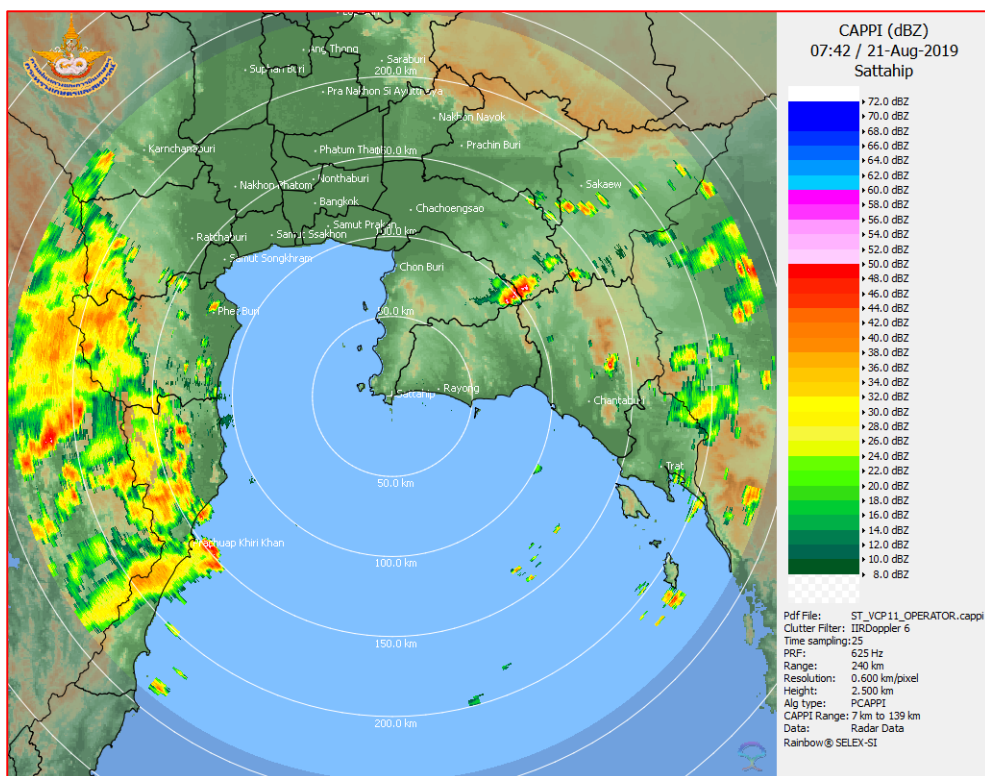 CAPPI (dBZ)
07:42 / 21-Aug-2019
Sattahip
72.0 dBZ
70.0 dBZ
68.0 dBZ
66.0 dBZ
64.0 dBZ
62.0 dBZ
60.0 dBZ
58.0 dBZ
56.0 dBZ
54.0 dBZ
52.0 dBZ
50.0 dBZ
48.0 dBZ
46.0 dBZ
44.0 dBZ
42.0 dBZ
40.0 dBZ
38.0 dBZ
36.0 dBZ
34.0 dBZ
32.0 dBZ
30.0 dBZ
28.0 dBZ
26.0 dBZ
24.0 dBZ
22.0 dBZ
20.0 dBZ
18.0 dBZ
16.0 dBZ
14.0 dBZ
12.0 dBZ
10.0 dBZ
8.0 dBZ
Pdf File: ST_VCP11_OPERATOR.cappi
Clutter Filter: IIRDoppler 6
Time sampling:25
PRF: 625 Hz
Range: 240 km
Resolution: 0.600 km/pixel
Height: 2.500 km
Alg type: PCAPPI
CAPPI Range: 7 km to 139 km
Data: Radar Data
Rainbow® SELEX-SI
Ang Thong
Saraburi
Suphan Buri
200.0 km
Pra Nakhon Si Ayutthaya
Nakhon Nayok
Karnchanaburi
Phatum Thani
150.0 km
Prachin Buri
Nakhon Phatom
Nonthaburi
Sakaew
Bangkok
Chachoengsao
Samut Prak
Ratchaburi
Samut Ssakhon
100.0 km
Samut Songkhram
Chon Buri
Phet Buri
50.0 km
Sattahip
Rayong
Chantaburi
Trat
50.0 km
Prachuap Khiri Khan
100.0 km
150.0 km
200.0 km